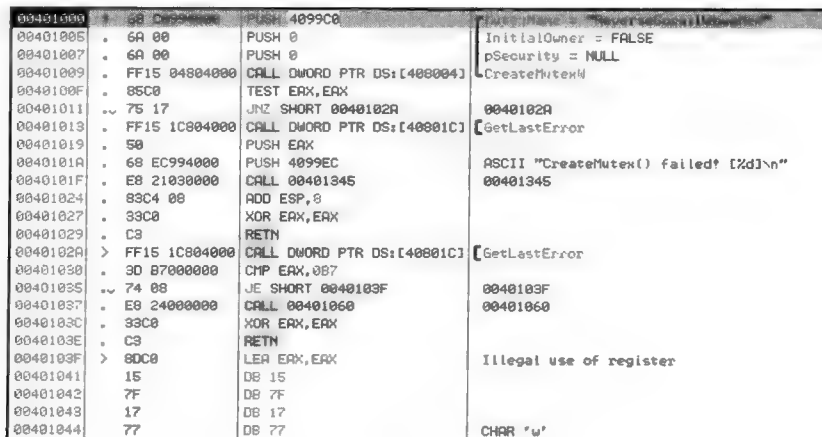 00401000 $ 68 C0994000 PUSH 4099C0
00401005 . 6A 00 PUSH 0 InitialOwner = FALSE
00401007 . 6A 00 PUSH 0 pSecurity = NULL
00401009 . FF15 04804000 CALL DWORD PTR DS:[408004] CreateMutexW
0040100F . 85C0 TEST EAX,EAX
00401011 .v 75 17 JNZ SHORT 0040102A 0040102A
00401013 . FF15 1C804000 CALL DWORD PTR DS:[40801C] [GetLastError
00401019 . 50 PUSH EAX
0040101A . 68 EC994000 PUSH 4099EC ASCII "CreateMutex() failed! [%d]\n"
0040101F . E8 21030000 CALL 00401345 00401345
00401024 . 83C4 08 ADD ESP,8
00401027 . 33C0 XOR EAX,EAX
00401029 . C3 RETN
0040102A > FF15 1C804000 CALL DWORD PTR DS:[40801C] [GetLastError
00401030 . 3D B7000000 CMP EAX,0B7
00401035 .v 74 08 JE SHORT 0040103F 0040103F
00401037 . E8 24000000 CALL 00401060 00401060
0040103C . 33C0 XOR EAX,EAX
0040103E . C3 RETN
0040103F > 8DC0 LEA EAX,EAX Illegal use of register
00401041 15 DB 15
00401042 7F DB 7F
00401043 17 DB 17
00401044 77 DB 77 CHAR 'w'